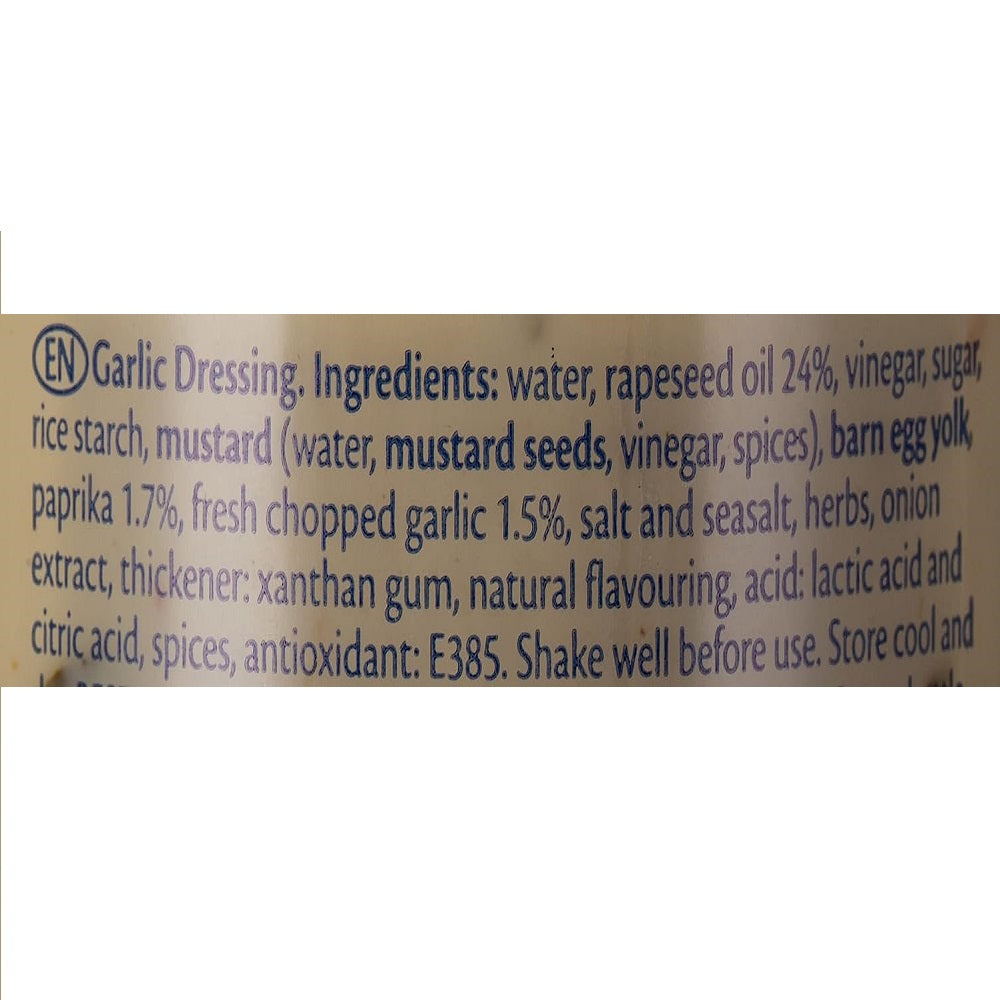 EN Garlic Dressing. Ingredients: water, rapeseed oil 24%, vinegar, sugar,
rice starch, mustard (water, mustard seeds, vinegar, spices), barn egg yolk,
paprika 1.7%, fresh chopped garlic 1.5%, salt and seasalt, herbs, onion
extract, thickener: xanthan gum, natural flavouring, acid: lactic acid and
citric acid, spices, antioxidant: E385. Shake well before use. Store cool and